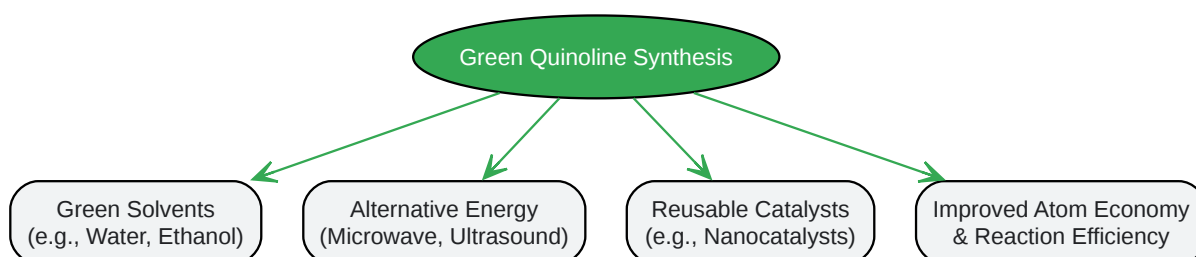 Green Quinoline Synthesis
Green Solvents
(e.g., Water, Ethanol)
Alternative Energy
(Microwave, Ultrasound)
Reusable Catalysts
(e.g., Nanocatalysts)
Improved Atom Economy
& Reaction Efficiency